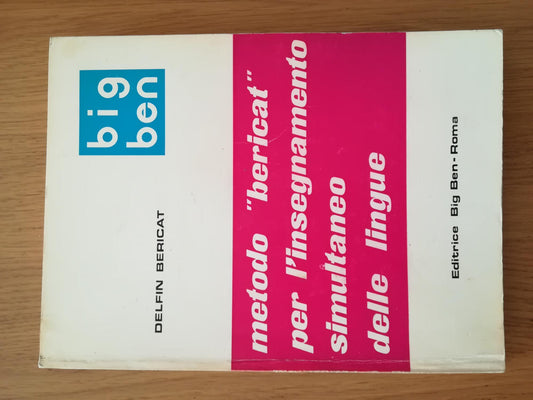 big
ben
DELFIN BERICAT
metodo "bericat"
per l'insegnamento
simultaneo
delle lingue
Editrice Big Ben-Roma